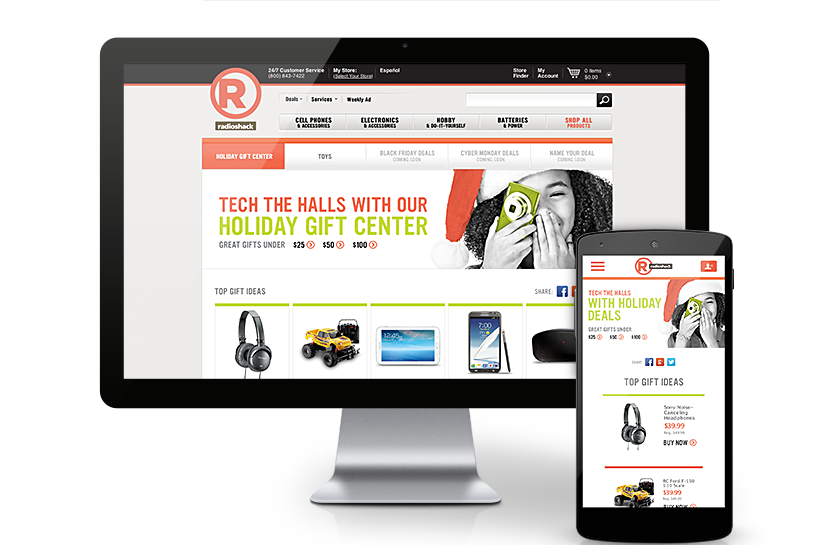 24/7 Customer Service
(800) 843-7422
My Store:
(Select Your Store)
Español
Store
Finder
My
Account
0 items
$0.00
R
radioshack
Deals
Services
Weekly Ad
CELL PHONES
& ACCESSORIES
ELECTRONICS
& ACCESSORIES
HOBBY
& DO-IT-YOURSELF
BATTERIES
& POWER
SHOP ALL
PRODUCTS
HOLIDAY GIFT CENTER
TOYS
BLACK FRIDAY DEALS
COMING SOON
CYBER MONDAY DEALS
COMING SOON
NAME YOUR DEAL
COMING SOON
TECH THE HALLS WITH OUR
HOLIDAY GIFT CENTER
GREAT GIFTS UNDER $25 $50 $100
TOP GIFT IDEAS
SHARE:
12:45
7:00
R
radioshack
TECH THE HALLS
WITH HOLIDAY
DEALS
GREAT GIFTS UNDER
$25 $50 $100
SHARE:
TOP GIFT IDEAS
Sony Noise-
Canceling
Headphones
$39.99
Reg. $49.99
BUY NOW
RC Ford F-150
1:10 Scale
$39.99
BUY NOW